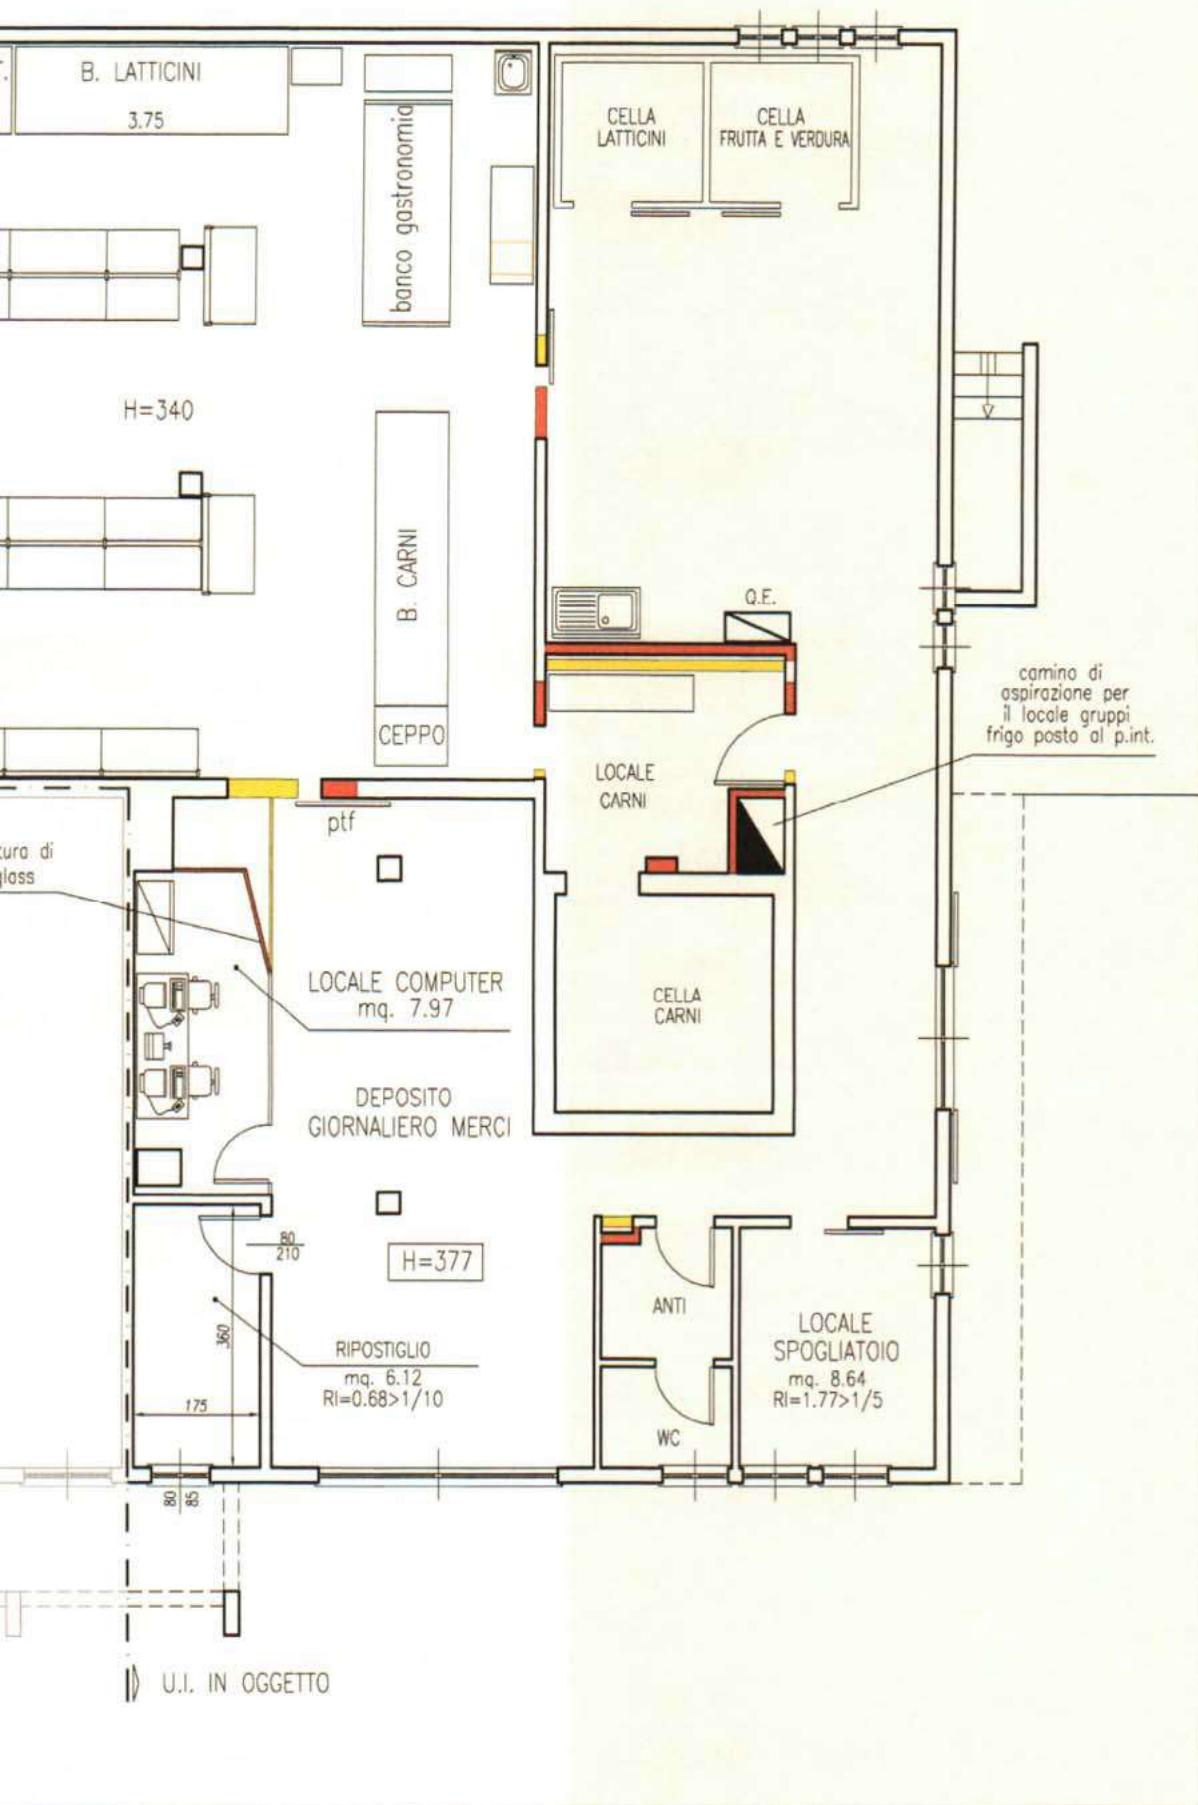 B. LATTICINI
3.75
banco gastronomia
CELLA
LATTICINI
CELLA
FRUTTA E VERDURA
H=340
B. CARNI
CEPPO
Q.E.
camino di
aspirazione per
il locale gruppi
frigo posto al p.int.
LOCALE
CARNI
ptf
LOCALE COMPUTER
mq. 7.97
CELLA
CARNI
DEPOSITO
GIORNALIERO MERCI
80
210
H=377
360
175
RIPOSTIGLIO
mq. 6.12
RI=0.68>1/10
ANTI
WC
LOCALE
SPOGLIATOIO
mq. 8.64
RI=1.77>1/5
80
85
U.I. IN OGGETTO